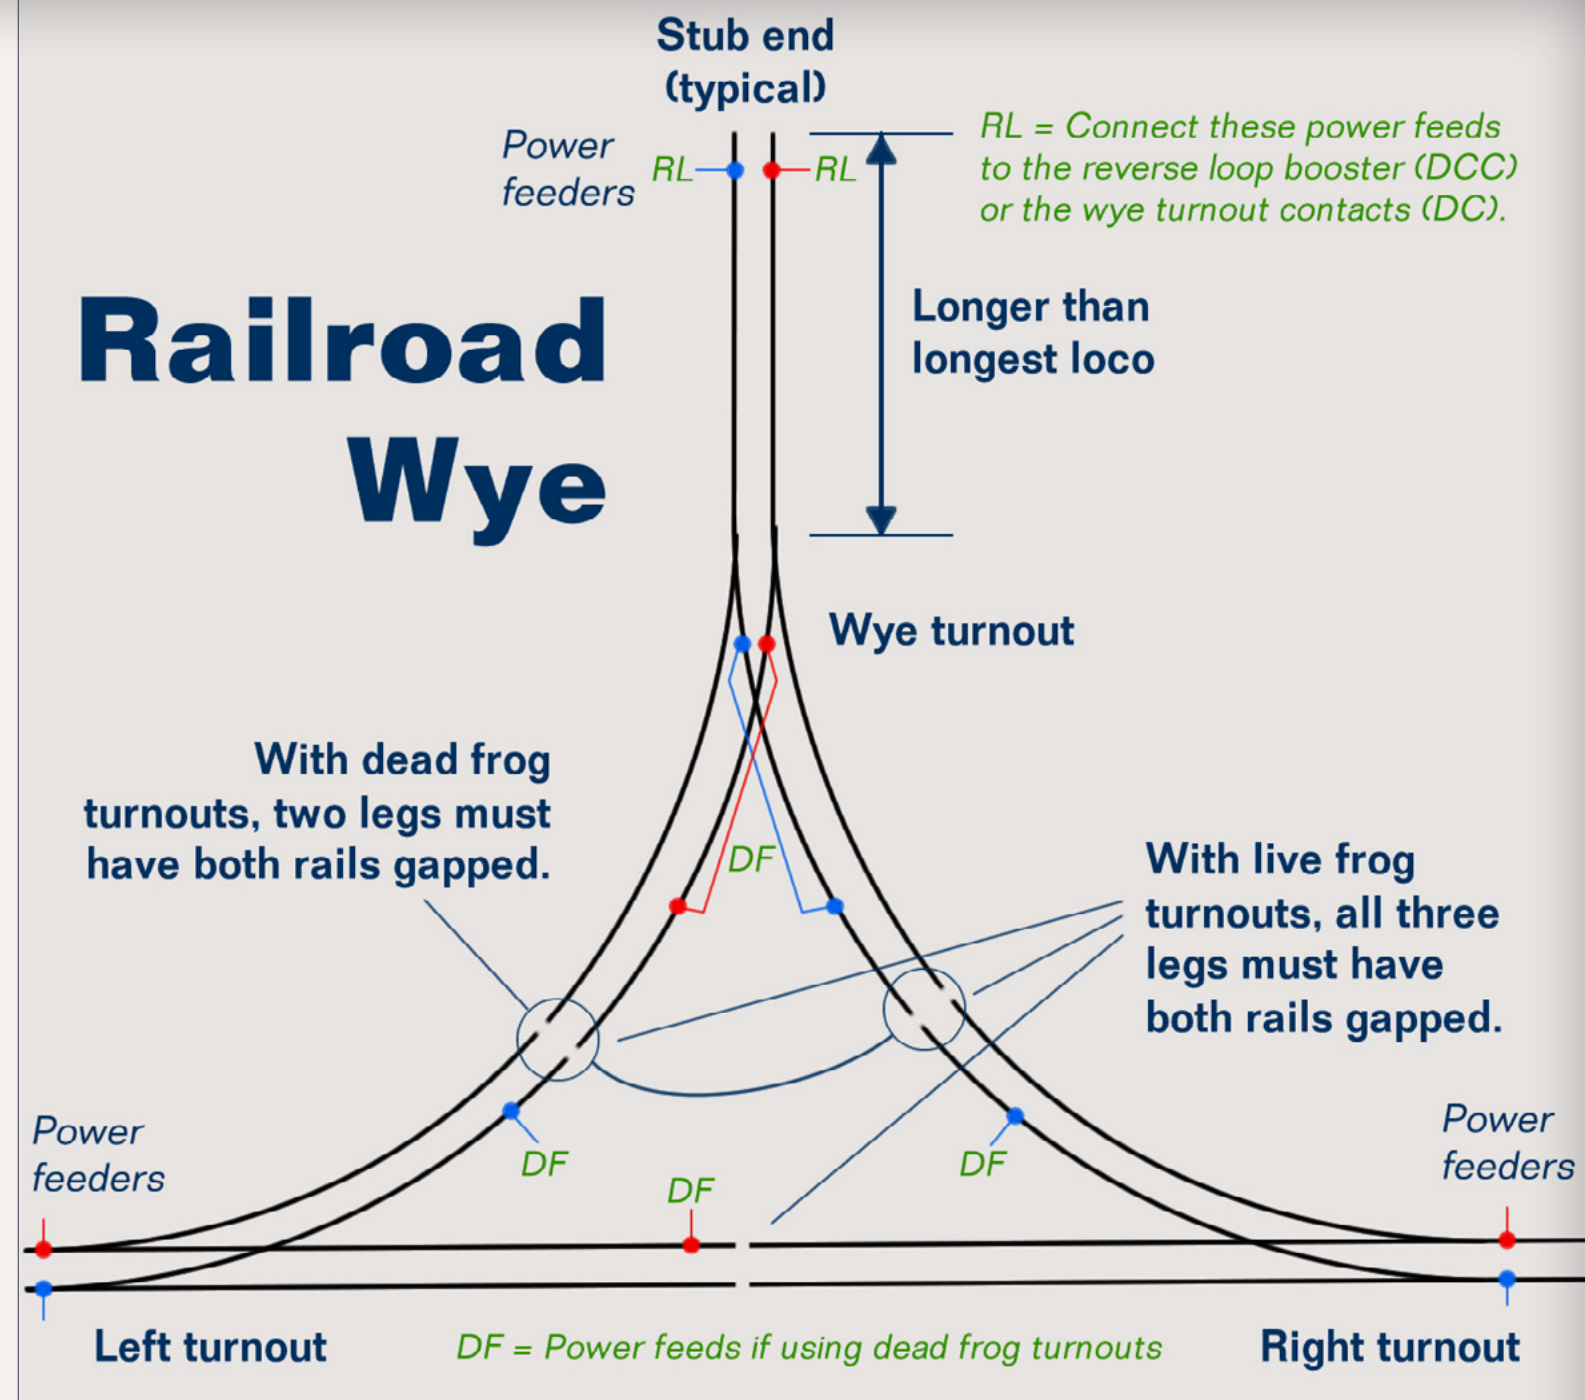 Stub end
(typical)
Power
feeders
RL
RL
RL = Connect these power feeds
to the reverse loop booster (DCC)
or the wye turnout contacts (DC).
Railroad
Wye
Longer than
longest loco
Wye turnout
With dead frog
turnouts, two legs must
have both rails gapped.
DF
With live frog
turnouts, all three
legs must have
both rails gapped.
Power
feeders
DF
DF
DF
Power
feeders
Left turnout
DF = Power feeds if using dead frog turnouts
Right turnout